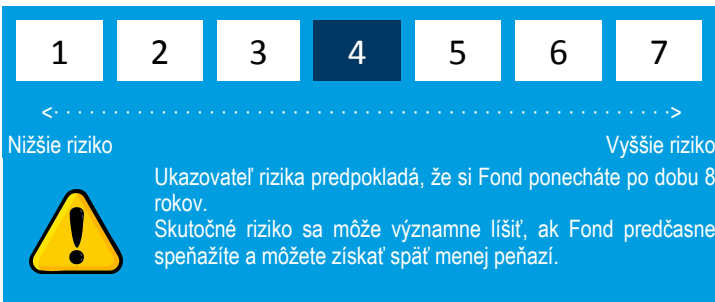 1 2 3 4 5 6 7
<· · · · · · · · · · · · · · · · · · · · · · · · · · · · · · · · · · · · · · · · · · · · · · · · · · · ·>
Nižšie riziko Vyššie riziko
Ukazovateľ rizika predpokladá, že si Fond ponecháte po dobu 8
rokov.
Skutočné riziko sa môže významne líšiť, ak Fond predčasne
speňažíte a môžete získať späť menej peňazí.